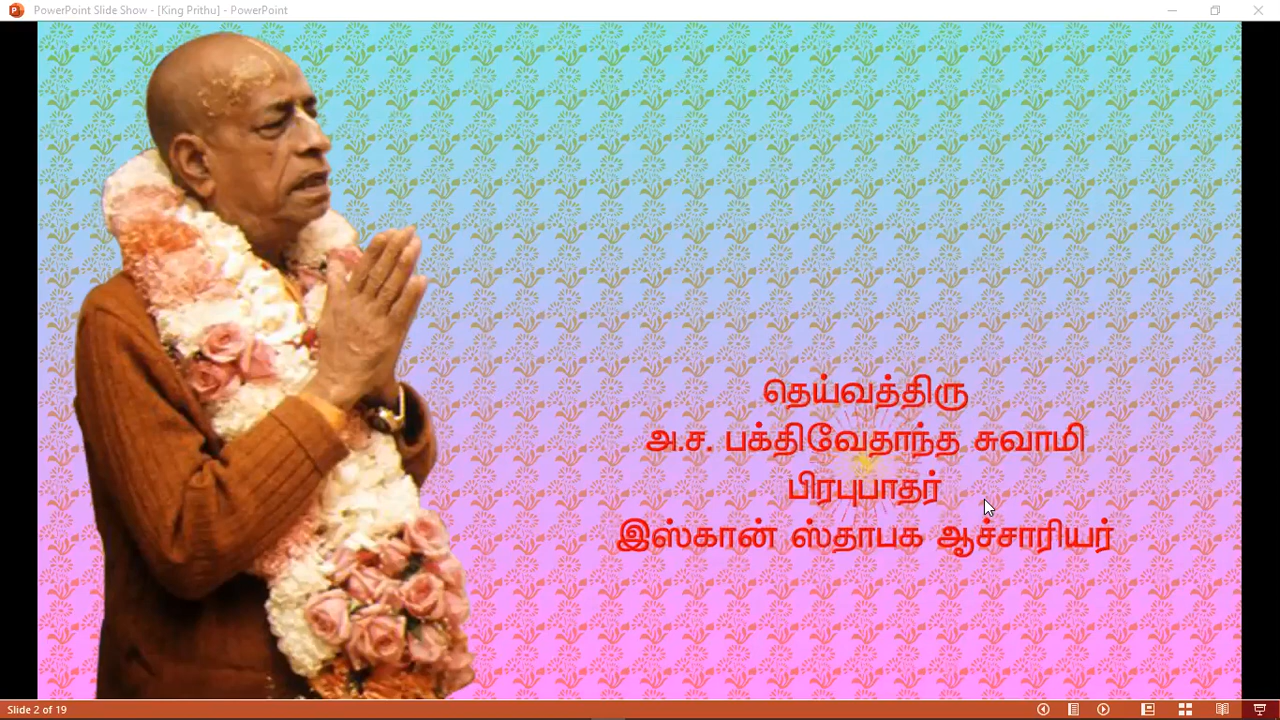 PowerPoint Slide Show - [King Prithu] - PowerPoint
தெய்வத்திரு
அ.ச. பக்திவேதாந்த சுவாமி
பிரபுபாதர்
இஸ்கான் ஸ்தாபக ஆச்சாரியர்
Slide 2 of 19